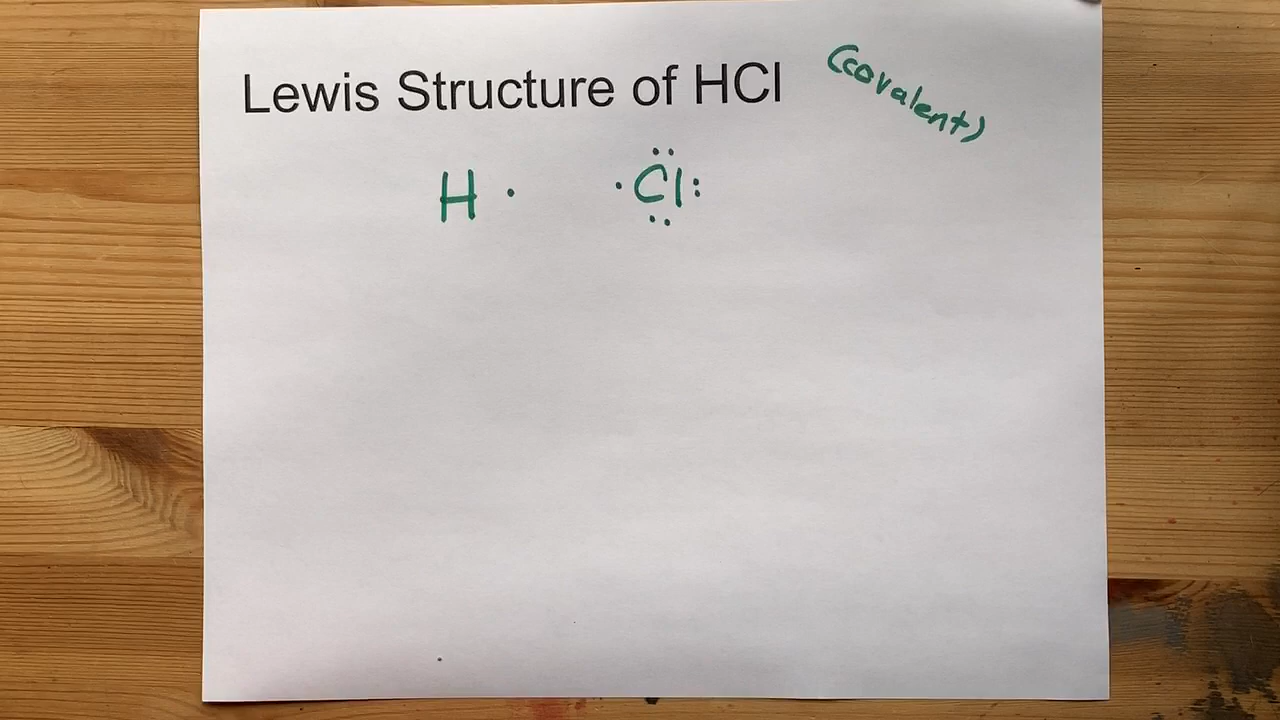 Lewis Structure of HCl
(covalent)
H · · Cl :